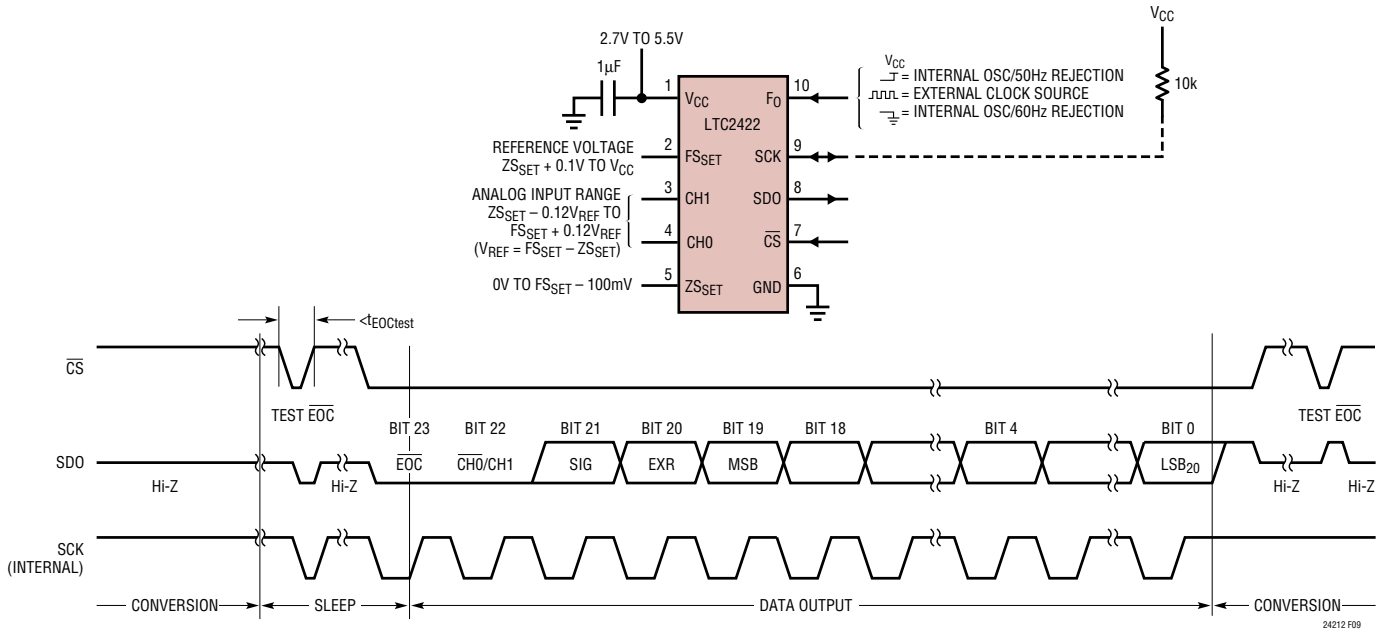 VCC
2.7V TO 5.5V
1µF
10k
1
VCC
FO
10
VCC
= INTERNAL OSC/50Hz REJECTION
= EXTERNAL CLOCK SOURCE
= INTERNAL OSC/60Hz REJECTION
LTC2422
REFERENCE VOLTAGE
ZSSET + 0.1V TO VCC
2
FSSET
SCK
9
ANALOG INPUT RANGE
ZSSET – 0.12VREF TO
FSSET + 0.12VREF
(VREF = FSSET – ZSSET)
3
CH1
SDO
8
4
CH0
CS
7
0V TO FSSET – 100mV
5
ZSSET
GND
6
<tEOCtest
CS
TEST EOC
TEST EOC
BIT 23 BIT 22 BIT 21 BIT 20 BIT 19 BIT 18 BIT 4 BIT 0
SDO
EOC CH0/CH1 SIG EXR MSB LSB20
Hi-Z Hi-Z Hi-Z Hi-Z
SCK
(INTERNAL)
CONVERSION SLEEP DATA OUTPUT CONVERSION
24212 F09